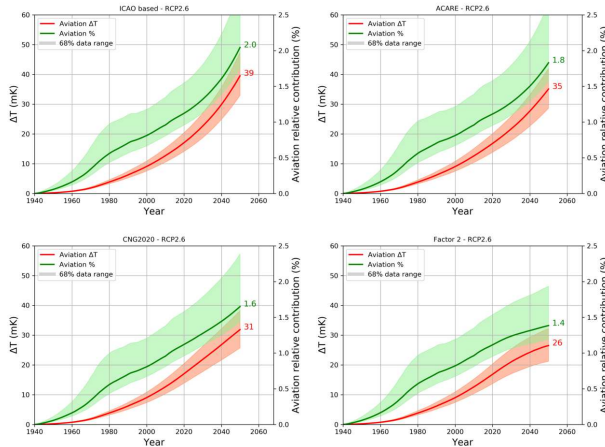 ICAO based - RCP2.6
Aviation ΔT
Aviation %
68% data range
60
50
40
30
20
10
0
ΔT (mK)
1940 1960 1980 2000 2020 2040 2060
Year
2.5
2.0
1.5
1.0
0.5
0.0
Aviation relative contribution (%)
2.0
39
ACARE - RCP2.6
Aviation ΔT
Aviation %
68% data range
60
50
40
30
20
10
0
ΔT (mK)
1940 1960 1980 2000 2020 2040 2060
Year
2.5
2.0
1.5
1.0
0.5
0.0
Aviation relative contribution (%)
1.8
35
CNG2020 - RCP2.6
Aviation ΔT
Aviation %
68% data range
60
50
40
30
20
10
0
ΔT (mK)
1940 1960 1980 2000 2020 2040 2060
Year
2.5
2.0
1.5
1.0
0.5
0.0
Aviation relative contribution (%)
1.6
31
Factor 2 - RCP2.6
Aviation ΔT
Aviation %
68% data range
60
50
40
30
20
10
0
ΔT (mK)
1940 1960 1980 2000 2020 2040 2060
Year
2.5
2.0
1.5
1.0
0.5
0.0
Aviation relative contribution (%)
1.4
26